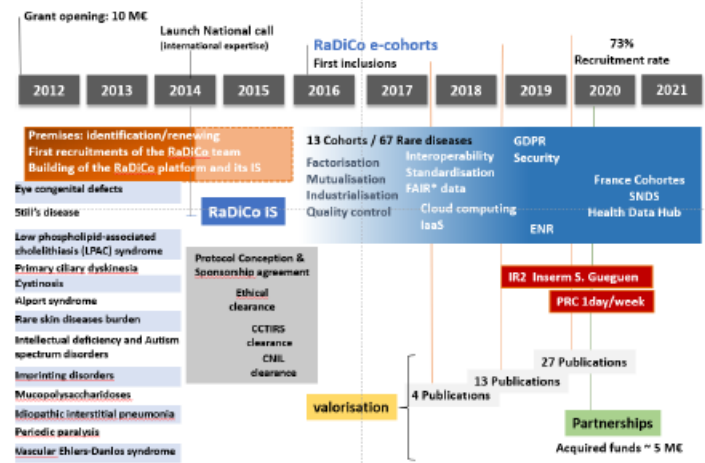 Grant opening: 10 M€
Launch National call
(international expertise)
RaDiCo e-cohorts
First inclusions
73%
Recruitment rate
2012
2013
2014
2015
2016
2017
2018
2019
2020
2021
Premises: identification/renewing
First recruitments of the RaDiCo team
Building of the RaDiCo platform and its IS
13 Cohorts / 67 Rare diseases
Factorisation
Mutualisation
Industrialisation
Quality control
Interoperability
Standardisation
FAIR* data
Cloud computing
IaaS
GDPR
Security
ENR
France Cohortes
SNDS
Health Data Hub
RaDiCo IS
Eye congenital defects
Still's disease
Low phospholipid-associated
cholelithiasis (LPAC) syndrome
Primary ciliary dyskinesia
Cystinosis
Alport syndrome
Rare skin diseases burden
Intellectual deficiency and Autism
spectrum disorders
Imprinting disorders
Mucopolysaccharidoses
Idiopathic interstitial pneumonia
Periodic paralysis
Vascular Ehlers-Danlos syndrome
Protocol Conception &
Sponsorship agreement
Ethical
clearance
CCTIRS
clearance
CNIL
clearance
IR2 Inserm S. Gueguen
PRC 1day/week
27 Publications
13 Publications
4 Publications
valorisation
Partnerships
Acquired funds ~ 5 M€